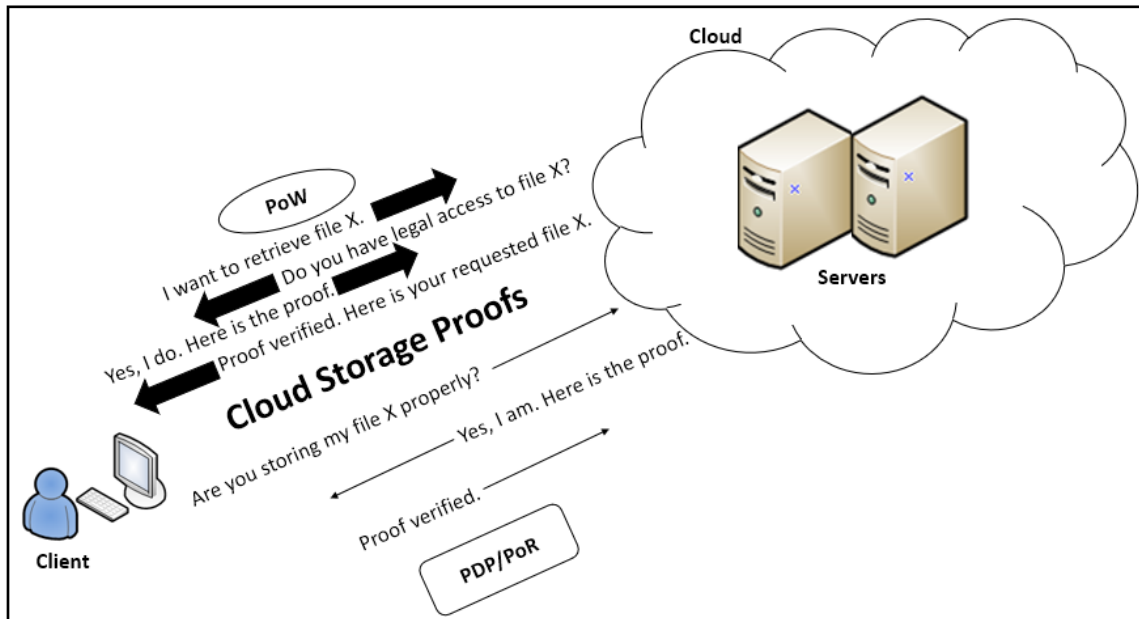 Cloud
PoW
I want to retrieve file X.
Do you have legal access to file X?
Yes, I do. Here is the proof.
Proof verified. Here is your requested file X.
Servers
Cloud Storage Proofs
Are you storing my file X properly?
Yes, I am. Here is the proof.
Proof verified.
Client
PDP/PoR